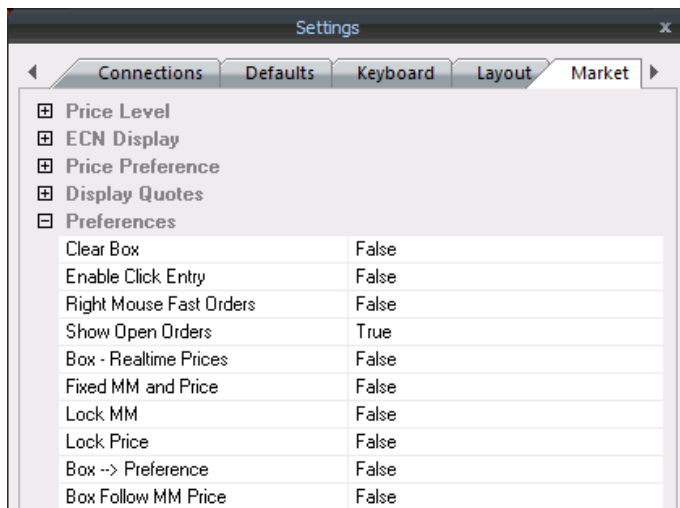 Settings x
Connections Defaults Keyboard Layout Market
Price Level
ECN Display
Price Preference
Display Quotes
Preferences
Clear Box False
Enable Click Entry False
Right Mouse Fast Orders False
Show Open Orders True
Box - Realtime Prices False
Fixed MM and Price False
Lock MM False
Lock Price False
Box --> Preference False
Box Follow MM Price False